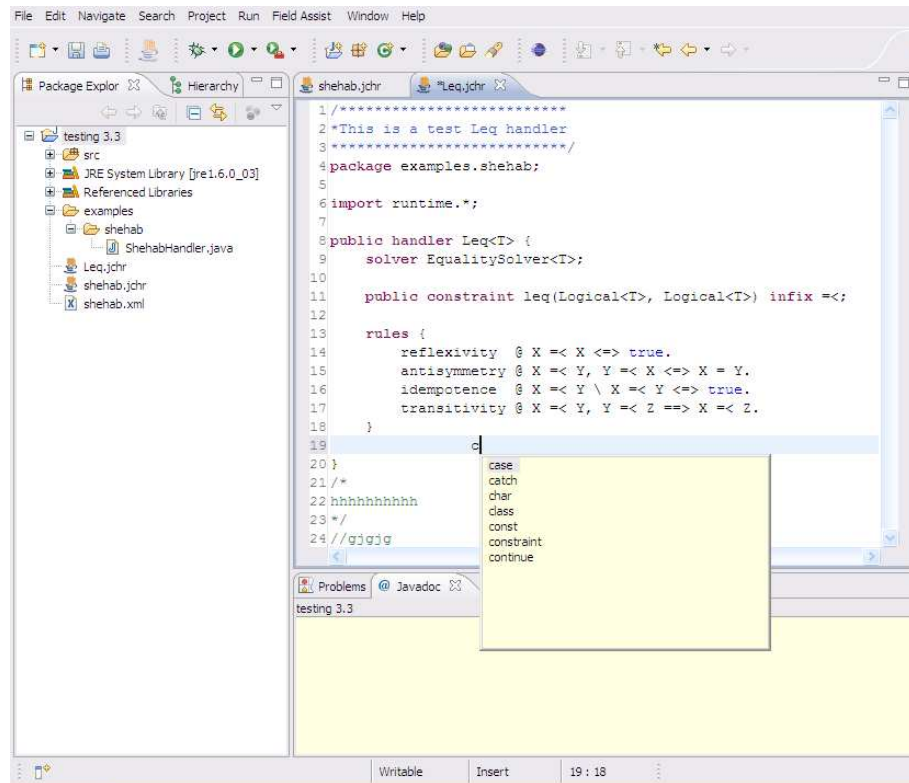 File Edit Navigate Search Project Run Field Assist Window Help
Package Explor
Hierarchy
testing 3.3
src
JRE System Library [jre1.6.0_03]
Referenced Libraries
examples
shehab
ShehabHandler.java
Leq.jchr
shehab.jchr
shehab.xml
shehab.jchr
*Leq.jchr
1 /**************************
2 *This is a test Leq handler
3 ***************************/
4 package examples.shehab;
5
6 import runtime.*;
7
8 public handler Leq<T> {
9 solver EqualitySolver<T>;
10
11 public constraint leq(Logical<T>, Logical<T>) infix =<;
12
13 rules {
14 reflexivity @ X =< X <=> true.
15 antisymmetry @ X =< Y, Y =< X <=> X = Y.
16 idempotence @ X =< Y \ X =< Y <=> true.
17 transitivity @ X =< Y, Y =< Z ==> X =< Z.
18 }
19 c
20 }
21 /*
22 hhhhhhhhhh
23 */
24 //gjgjg
case
catch
char
class
const
constraint
continue
Problems
@ Javadoc
testing 3.3
Writable
Insert
19 : 18